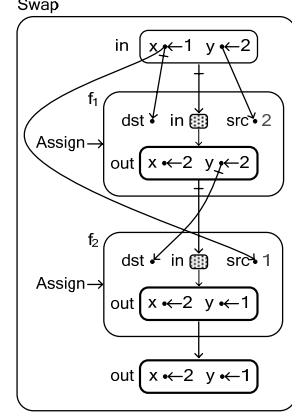 Swap
in x←1 y←2
f₁
dst in src 2
Assign→
out x←2 y←2
f₂
dst in src 1
Assign→
out x←2 y←1
out x←2 y←1